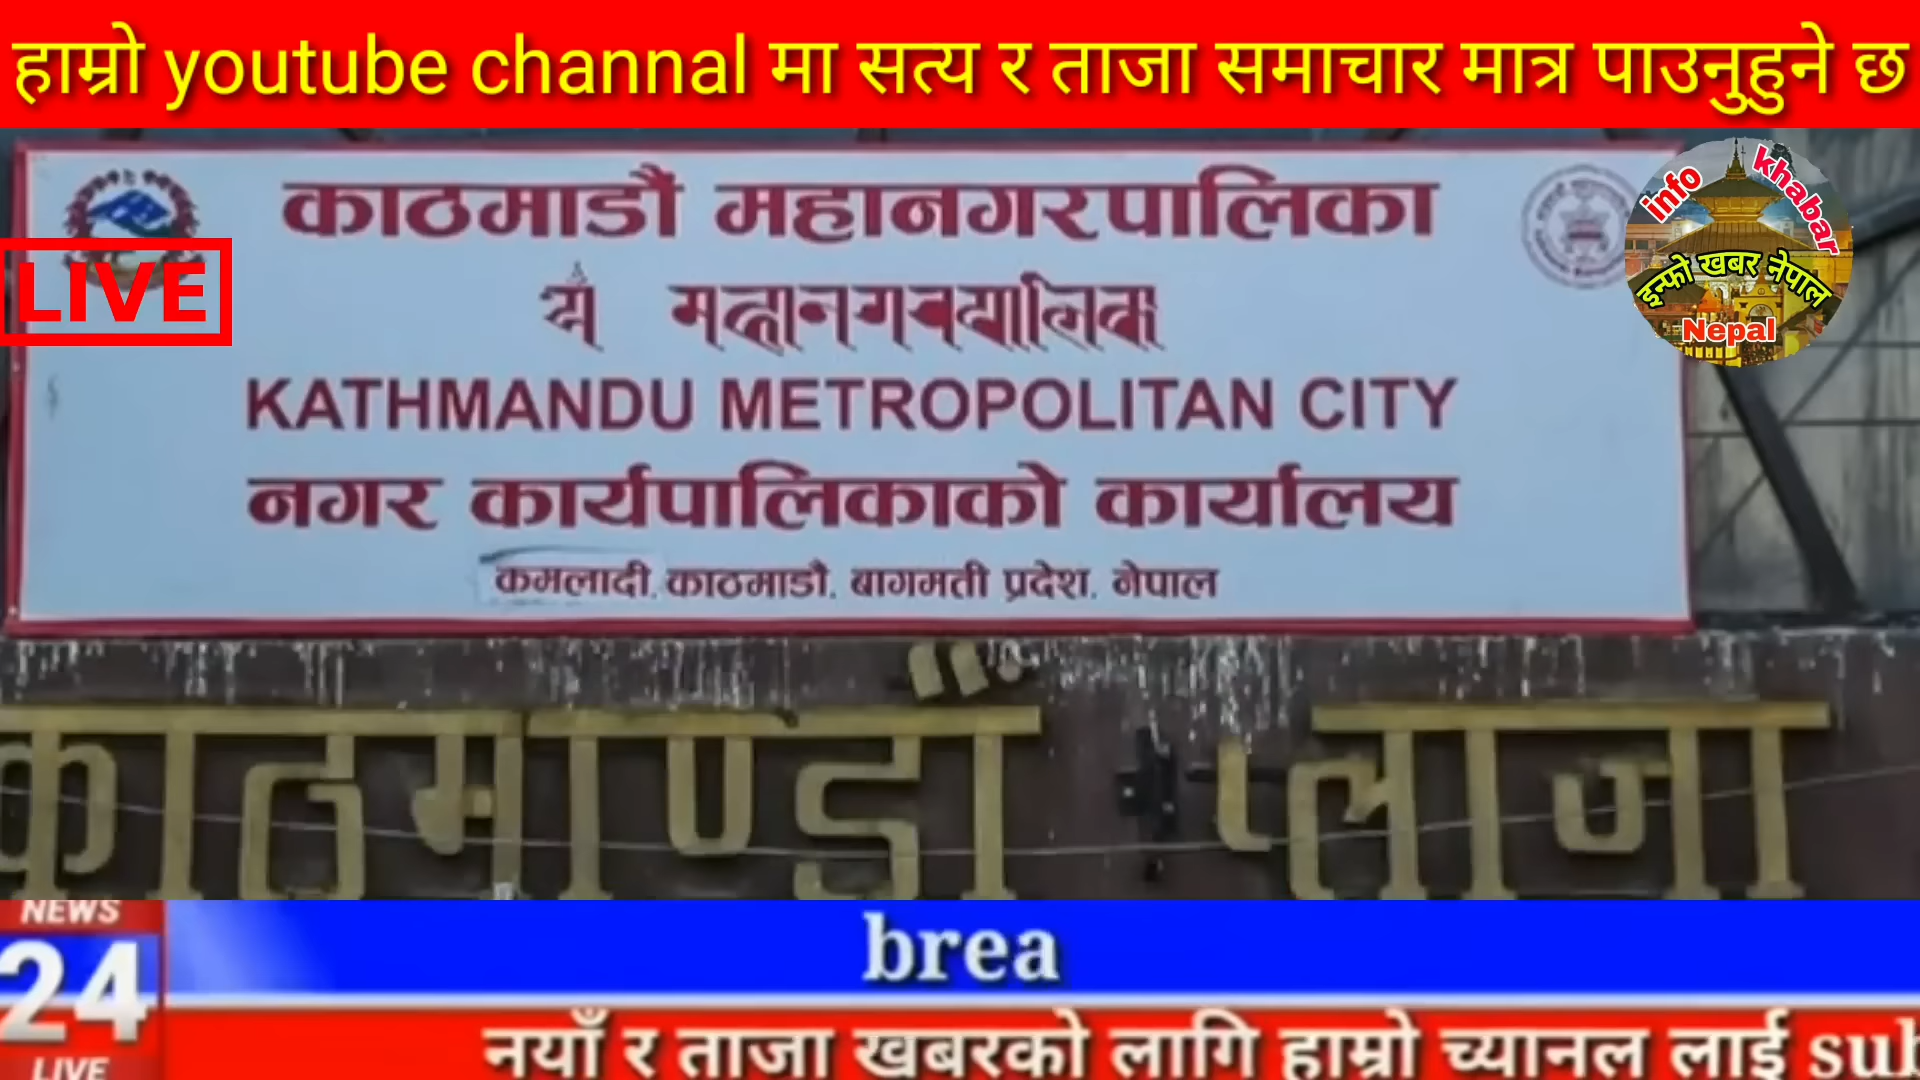 हाम्रो youtube channal मा सत्य र ताजा समाचार मात्र पाउनुहुने छ
काठमाडौं महानगरपालिका
info khabar
इन्फो खबर नेपाल
Nepal
LIVE
KATHMANDU METROPOLITAN CITY
नगर कार्यपालिकाको कार्यालय
कमलादी, काठमाडौं, बागमती प्रदेश, नेपाल
काठमाण्डौं प्लाजा
NEWS
24
LIVE
brea
नयाँ र ताजा खबरको लागि हाम्रो च्यानल लाई sub